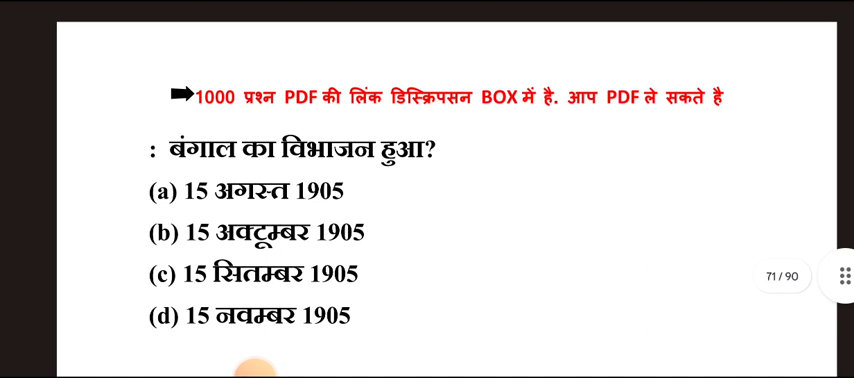 ➡1000 प्रश्न PDF की लिंक डिस्क्रिपसन BOX में है. आप PDF ले सकते है
: बंगाल का विभाजन हुआ?
(a) 15 अगस्त 1905
(b) 15 अक्टूम्बर 1905
(c) 15 सितम्बर 1905
71 / 90
(d) 15 नवम्बर 1905